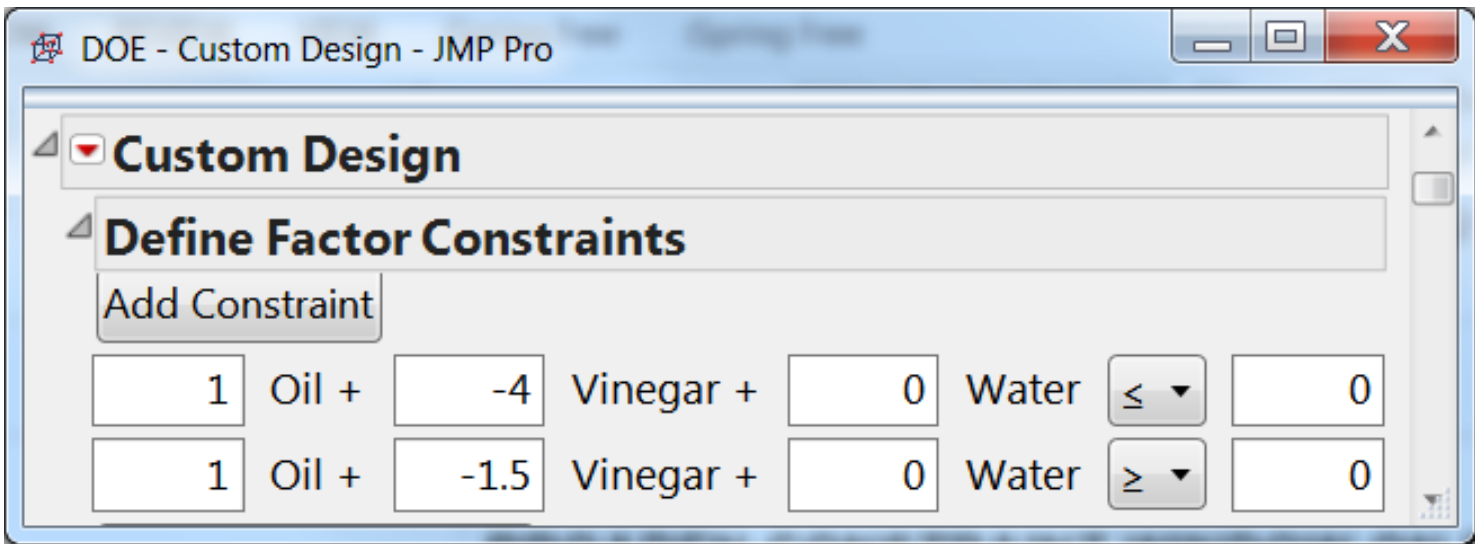 DOE - Custom Design - JMP Pro
Custom Design
Define Factor Constraints
Add Constraint
1 Oil + -4 Vinegar + 0 Water ≤ 0
1 Oil + -1.5 Vinegar + 0 Water ≥ 0